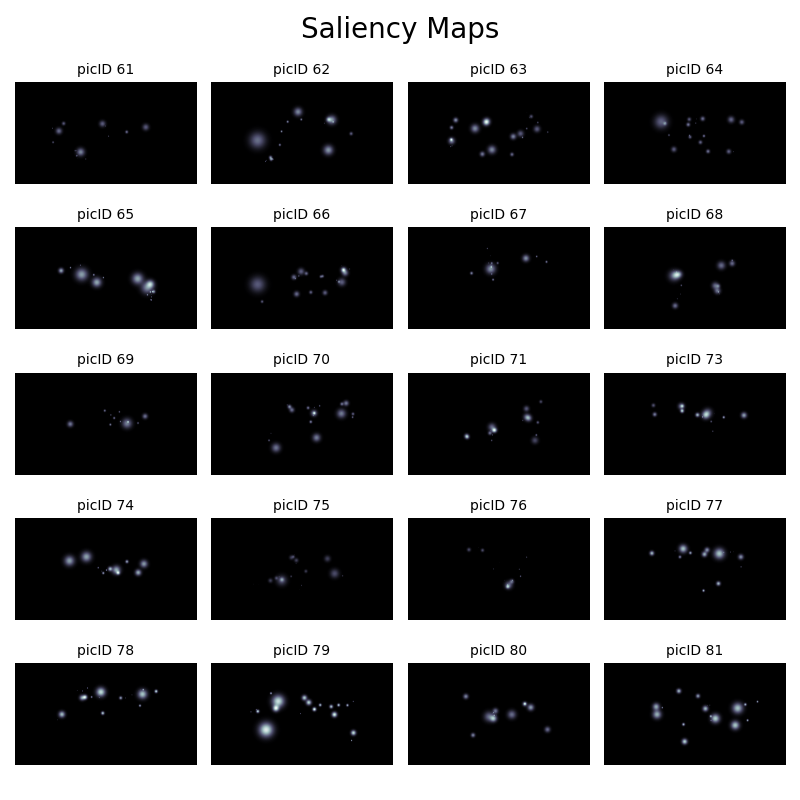 Saliency Maps
picID 61
picID 62
picID 63
picID 64
picID 65
picID 66
picID 67
picID 68
picID 69
picID 70
picID 71
picID 73
picID 74
picID 75
picID 76
picID 77
picID 78
picID 79
picID 80
picID 81